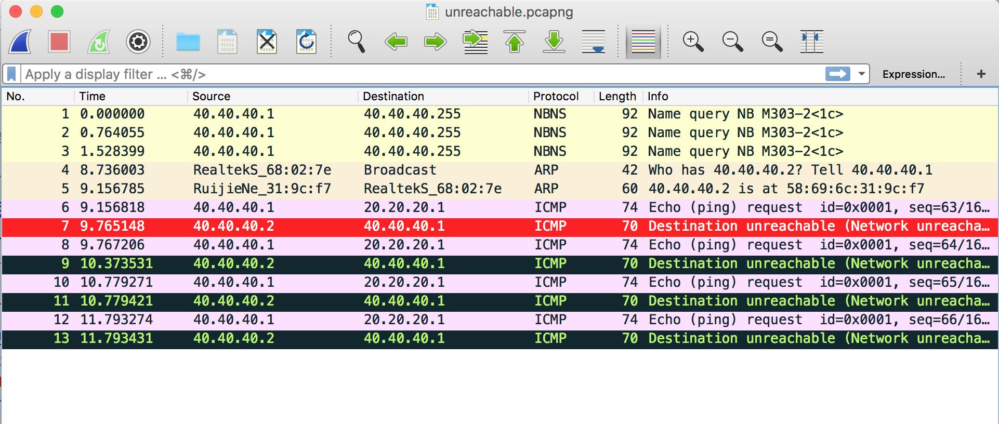 unreachable.pcapng
Apply a display filter ... <⌘/>
Expression...
+
No. Time Source Destination Protocol Length Info
1 0.000000 40.40.40.1 40.40.40.255 NBNS 92 Name query NB M303-2<1c>
2 0.764055 40.40.40.1 40.40.40.255 NBNS 92 Name query NB M303-2<1c>
3 1.528399 40.40.40.1 40.40.40.255 NBNS 92 Name query NB M303-2<1c>
4 8.736003 RealtekS_68:02:7e Broadcast ARP 42 Who has 40.40.40.2? Tell 40.40.40.1
5 9.156785 RuijieNe_31:9c:f7 RealtekS_68:02:7e ARP 60 40.40.40.2 is at 58:69:6c:31:9c:f7
6 9.156818 40.40.40.1 20.20.20.1 ICMP 74 Echo (ping) request id=0x0001, seq=63/16…
7 9.765148 40.40.40.2 40.40.40.1 ICMP 70 Destination unreachable (Network unreacha…
8 9.767206 40.40.40.1 20.20.20.1 ICMP 74 Echo (ping) request id=0x0001, seq=64/16…
9 10.373531 40.40.40.2 40.40.40.1 ICMP 70 Destination unreachable (Network unreacha…
10 10.779271 40.40.40.1 20.20.20.1 ICMP 74 Echo (ping) request id=0x0001, seq=65/16…
11 10.779421 40.40.40.2 40.40.40.1 ICMP 70 Destination unreachable (Network unreacha…
12 11.793274 40.40.40.1 20.20.20.1 ICMP 74 Echo (ping) request id=0x0001, seq=66/16…
13 11.793431 40.40.40.2 40.40.40.1 ICMP 70 Destination unreachable (Network unreacha…